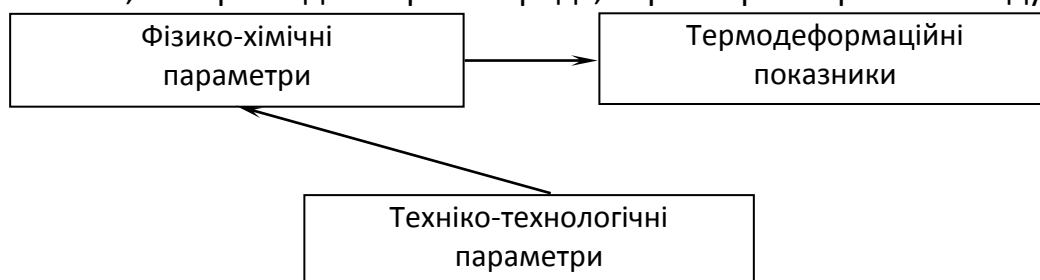 Фізико-хімічні
параметри
Термодеформаційні
показники
Техніко-технологічні
параметри